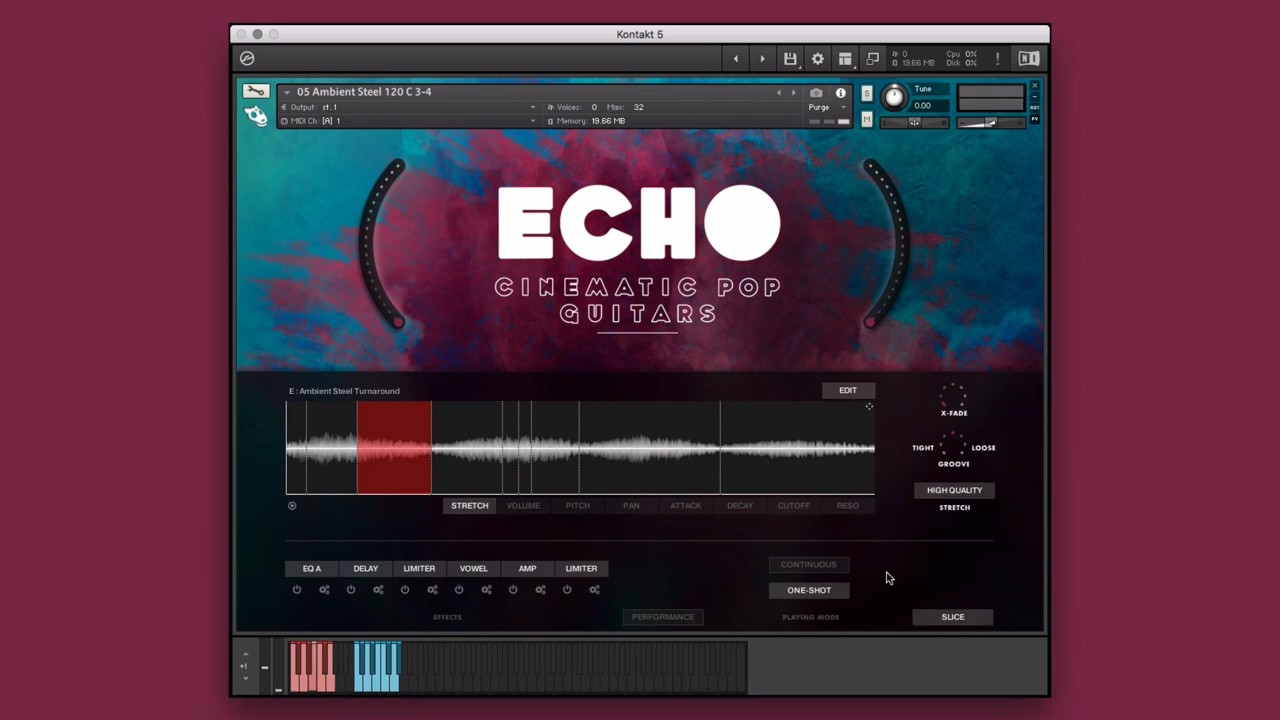 Kontakt 5
0
19.66 MB
Cpu 0%
Disk 0%
!
05 Ambient Steel 120 C 3-4
Output: st. 1
Voices: 0 Max: 32
Purge
MIDI Ch: [A] 1
Memory: 19.66 MB
S
M
Tune
0.00
ECHO
CINEMATIC POP
GUITARS
E : Ambient Steel Turnaround
EDIT
X-FADE
TIGHT
LOOSE
GROOVE
HIGH QUALITY
STRETCH
STRETCH
VOLUME
PITCH
PAN
ATTACK
DECAY
CUTOFF
RESO
EQ A
DELAY
LIMITER
VOWEL
AMP
LIMITER
CONTINUOUS
ONE-SHOT
EFFECTS
PERFORMANCE
PLAYING MODE
SLICE
+1